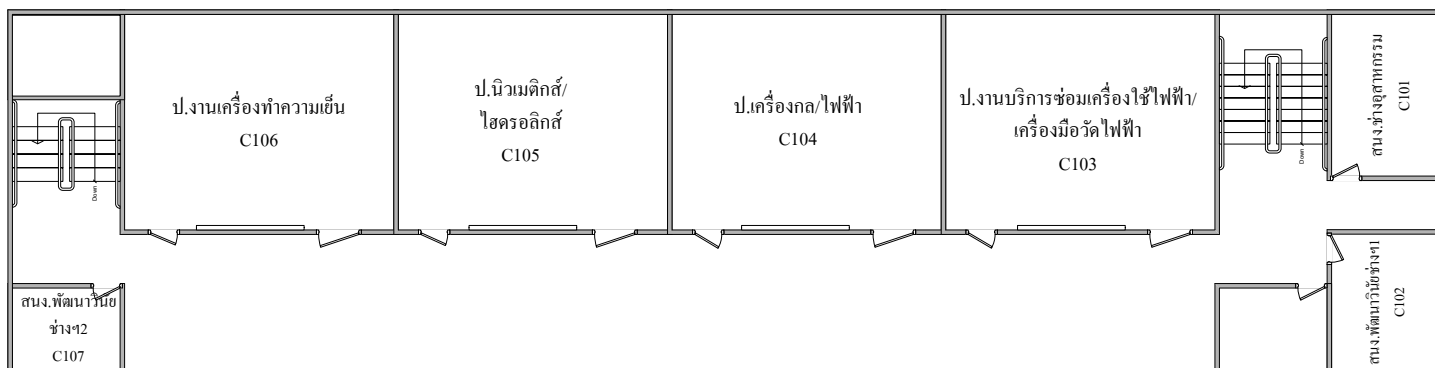 ป.งานเครื่องทำความเย็น
C106
ป.นิวเมติกส์/
ไฮดรอลิกส์
C105
ป.เครื่องกล/ไฟฟ้า
C104
ป.งานบริการซ่อมเครื่องใช้ไฟฟ้า/
เครื่องมือวัดไฟฟ้า
C103
สนง.ช่างอุสาหกรรม
C101
Down
Down
สนง.พัฒนาวินัย
ช่างฯ2
C107
สนง.พัฒนาวินัยช่างฯ1
C102